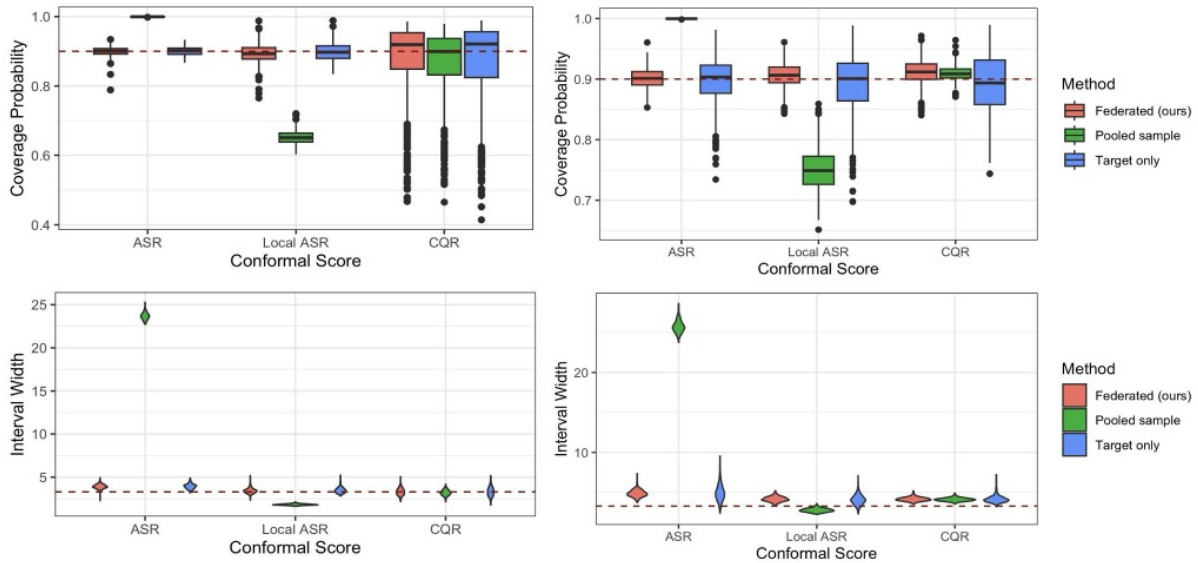 Coverage Probability
1.0
0.8
0.6
0.4
ASR
Local ASR
CQR
Conformal Score
Coverage Probability
1.0
0.9
0.8
0.7
ASR
Local ASR
CQR
Conformal Score
Method
Federated (ours)
Pooled sample
Target only
Interval Width
25
20
15
10
5
ASR
Local ASR
CQR
Conformal Score
Interval Width
20
10
ASR
Local ASR
CQR
Conformal Score
Method
Federated (ours)
Pooled sample
Target only